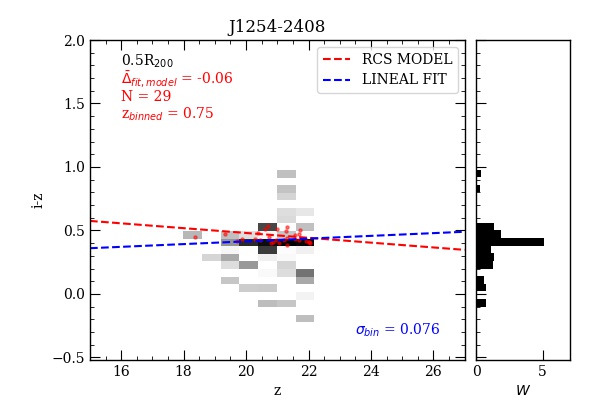 J1254-2408
2.0
1.5
1.0
0.5
0.0
−0.5
i-z
0.5R200
Δ̄fit, model = -0.06
N = 29
zbinned = 0.75
RCS MODEL
LINEAL FIT
σbin = 0.076
16 18 20 22 24 26
z
0 5
W